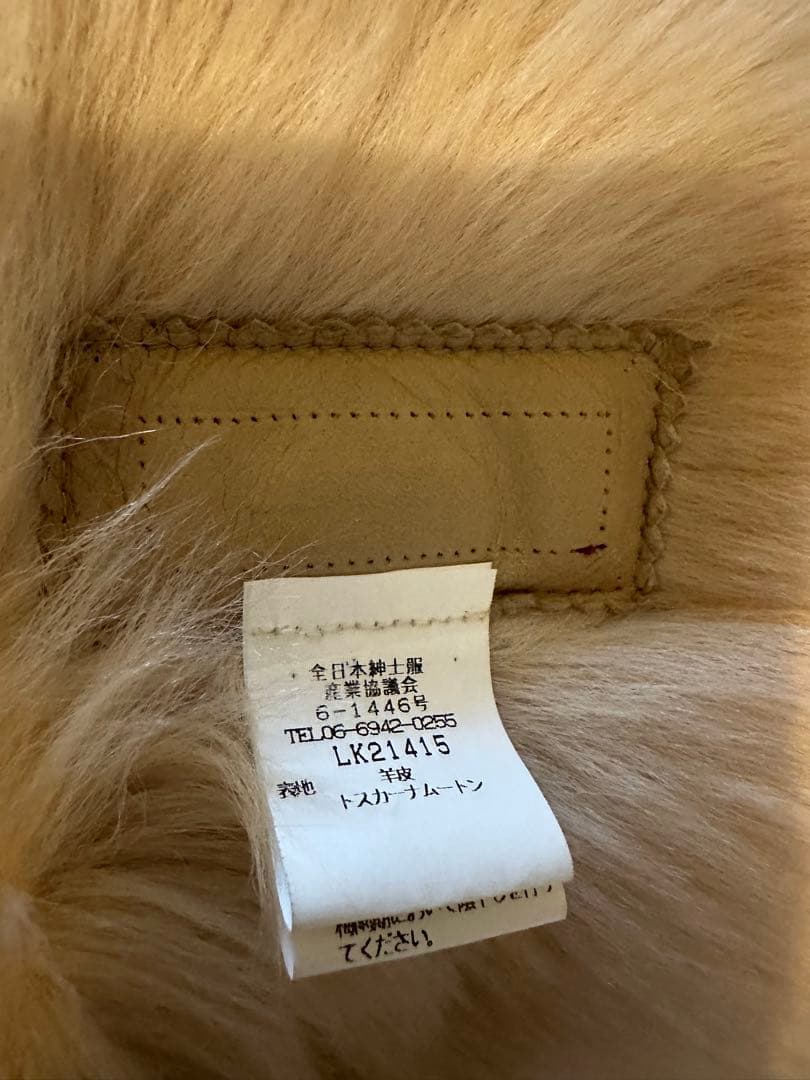 全日本紳士服
産業協議会
6-1446号
TEL06-6942-0255
LK21415
羊皮
表地
トスカーナムートン
てください。